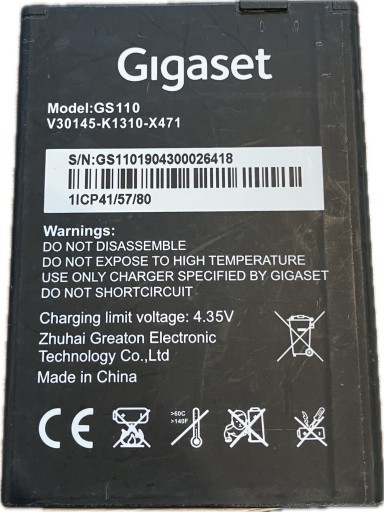 Gigaset
Model:GS110
V30145-K1310-X471
S/N:GS1101904300026418
1ICP41/57/80
Warnings:
DO NOT DISASSEMBLE
DO NOT EXPOSE TO HIGH TEMPERATURE
USE ONLY CHARGER SPECIFIED BY GIGASET
DO NOT SHORTCIRCUIT
Charging limit voltage: 4.35V
Zhuhai Greaton Electronic
Technology Co.,Ltd
Made in China
CE
>60C
>140F